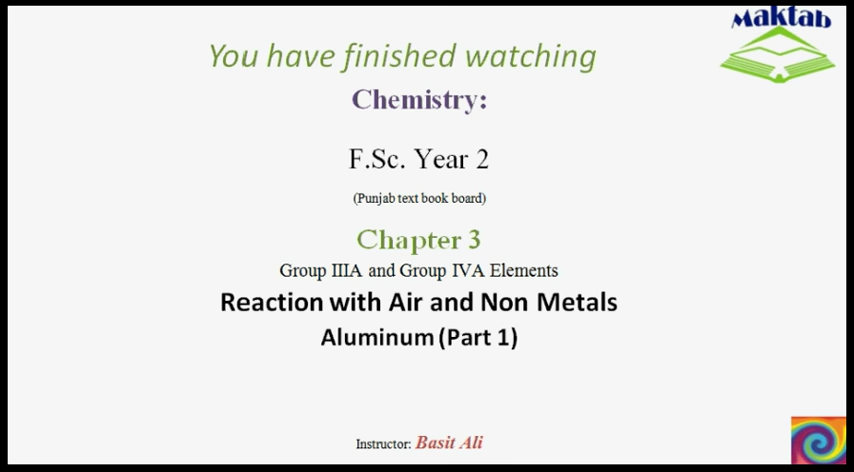 Maktab
You have finished watching
Chemistry:
F.Sc. Year 2
(Punjab text book board)
Chapter 3
Group IIIA and Group IVA Elements
Reaction with Air and Non Metals
Aluminum (Part 1)
Instructor: Basit Ali